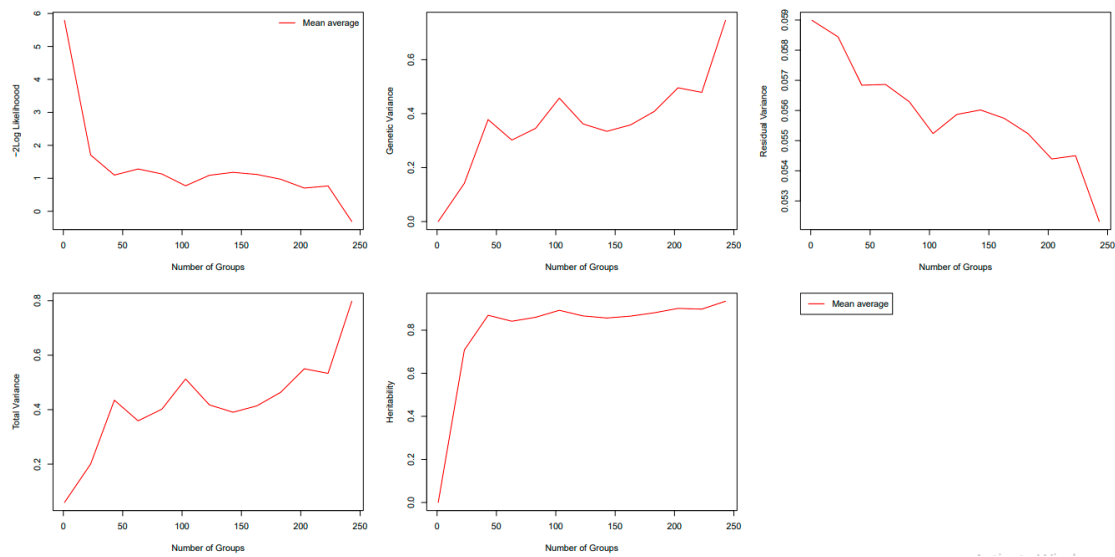 Mean average
-2Log Likelihoood
6
5
4
3
2
1
0
0 50 100 150 200 250
Number of Groups
Genetic Variance
0.6
0.4
0.2
0.0
0 50 100 150 200 250
Number of Groups
Residual Variance
0.059
0.058
0.057
0.056
0.055
0.054
0.053
0 50 100 150 200 250
Number of Groups
Total Variance
0.8
0.6
0.4
0.2
0 50 100 150 200 250
Number of Groups
Heritability
0.8
0.6
0.4
0.2
0.0
0 50 100 150 200 250
Number of Groups
Mean average